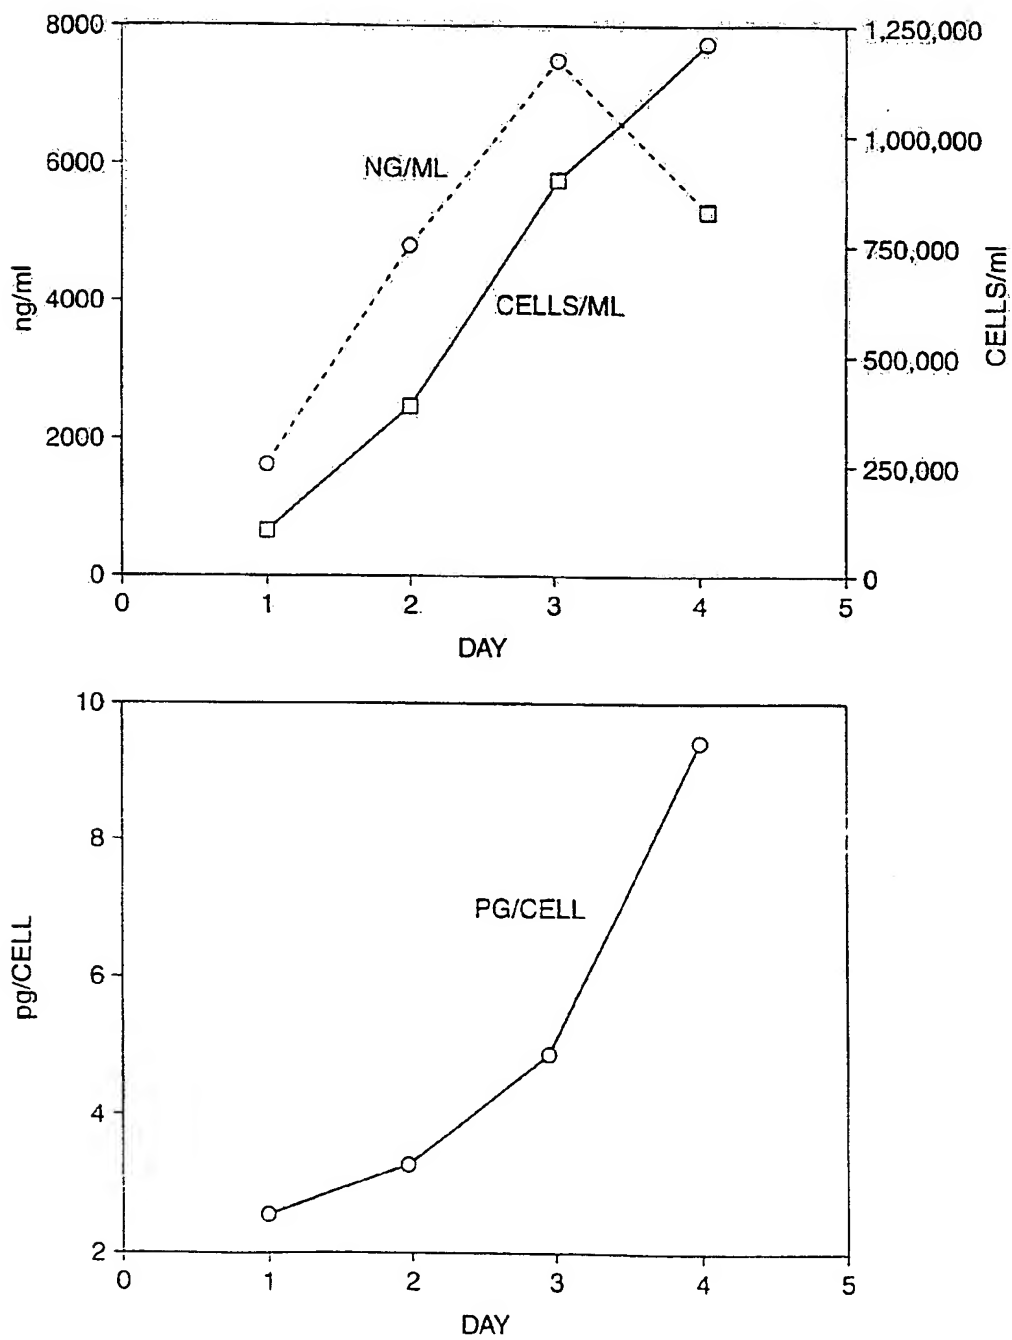 8000
1,250,000
NG/ML
6000
1,000,000
750,000
ng/ml
4000
CELLS/ML
CELLS/ml
500,000
2000
250,000
0
0
0 1 2 3 4 5
DAY
10
8
PG/CELL
pg/CELL
6
4
2
0 1 2 3 4 5
DAY